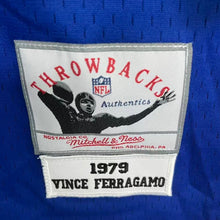 THROWBACKS
NFL
Authentics
NOSTALGIA CO.
Mitchell & Ness
PHILADELPHIA, PA
1979
VINCE FERRAGAMO